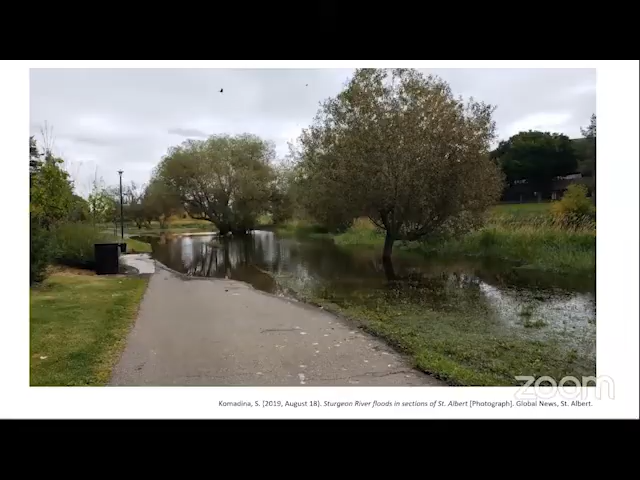 zoom
Komadina, S. (2019, August 18). Sturgeon River floods in sections of St. Albert [Photograph]. Global News, St. Albert.